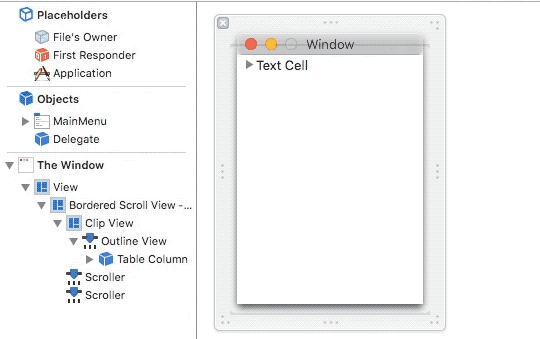 Placeholders
File's Owner
First Responder
Application
Objects
MainMenu
Delegate
The Window
View
Bordered Scroll View -...
Clip View
Outline View
Table Column
Scroller
Scroller
Window
Text Cell